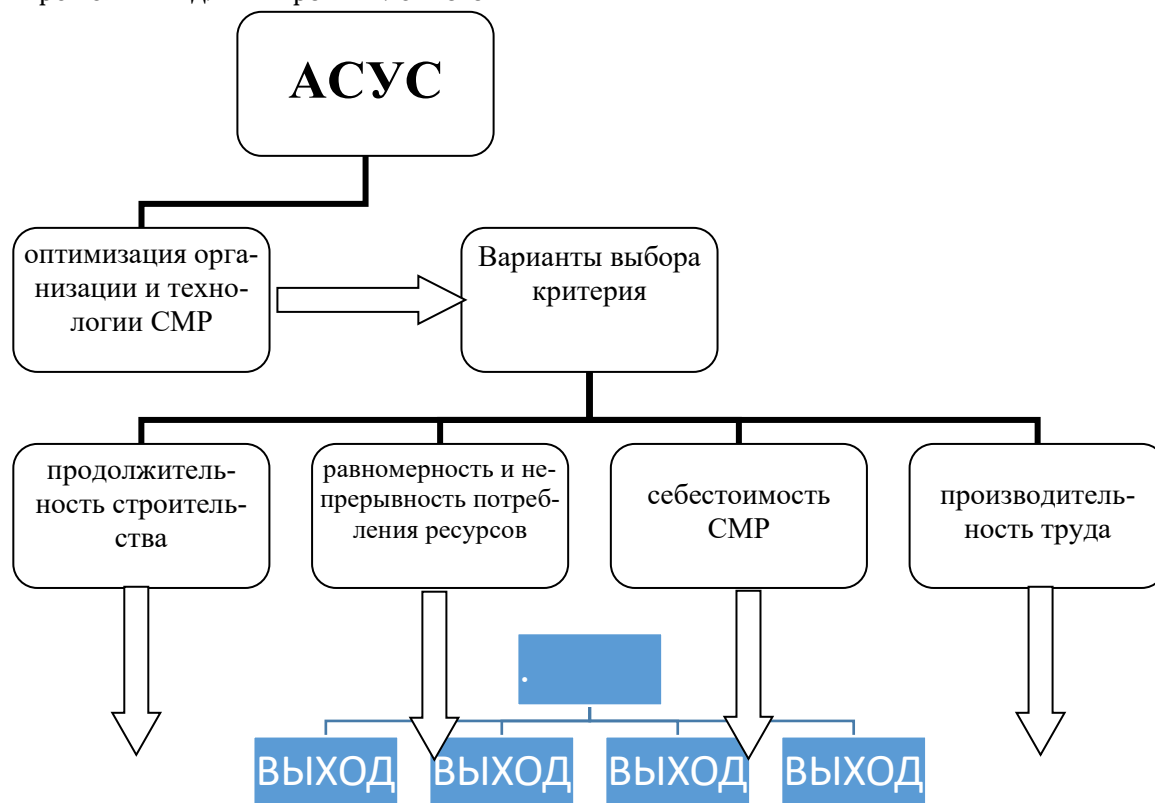 АСУС
оптимизация орга-
низации и техно-
логии СМР
Варианты выбора
критерия
продолжитель-
ность строитель-
ства
равномерность и не-
прерывность потреб-
ления ресурсов
себестоимость
СМР
производитель-
ность труда
.
ВЫХОД
ВЫХОД
ВЫХОД
ВЫХОД